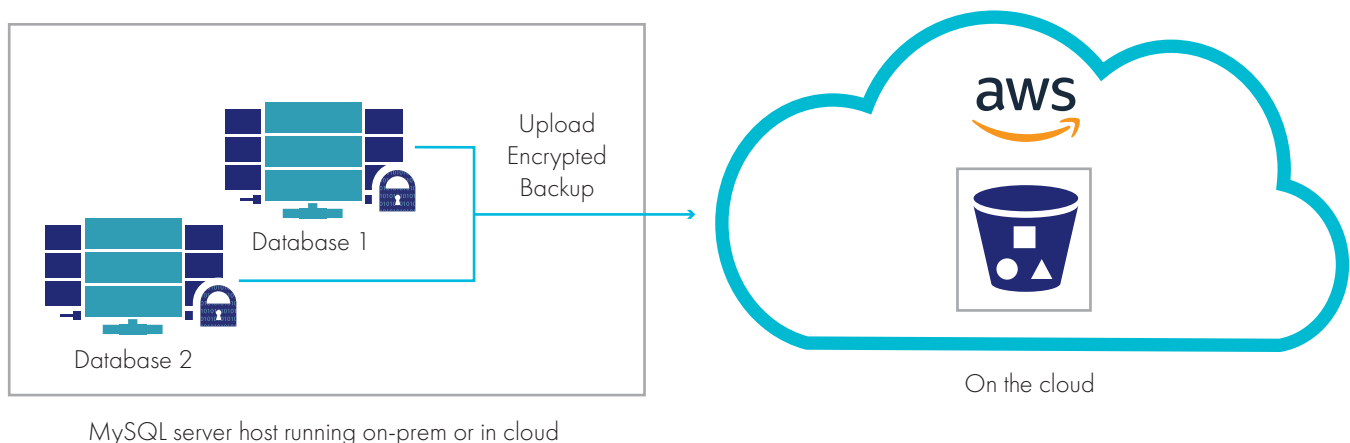 aws
Upload
Encrypted
Backup
Database 1
Database 2
On the cloud
MySQL server host running on-prem or in cloud